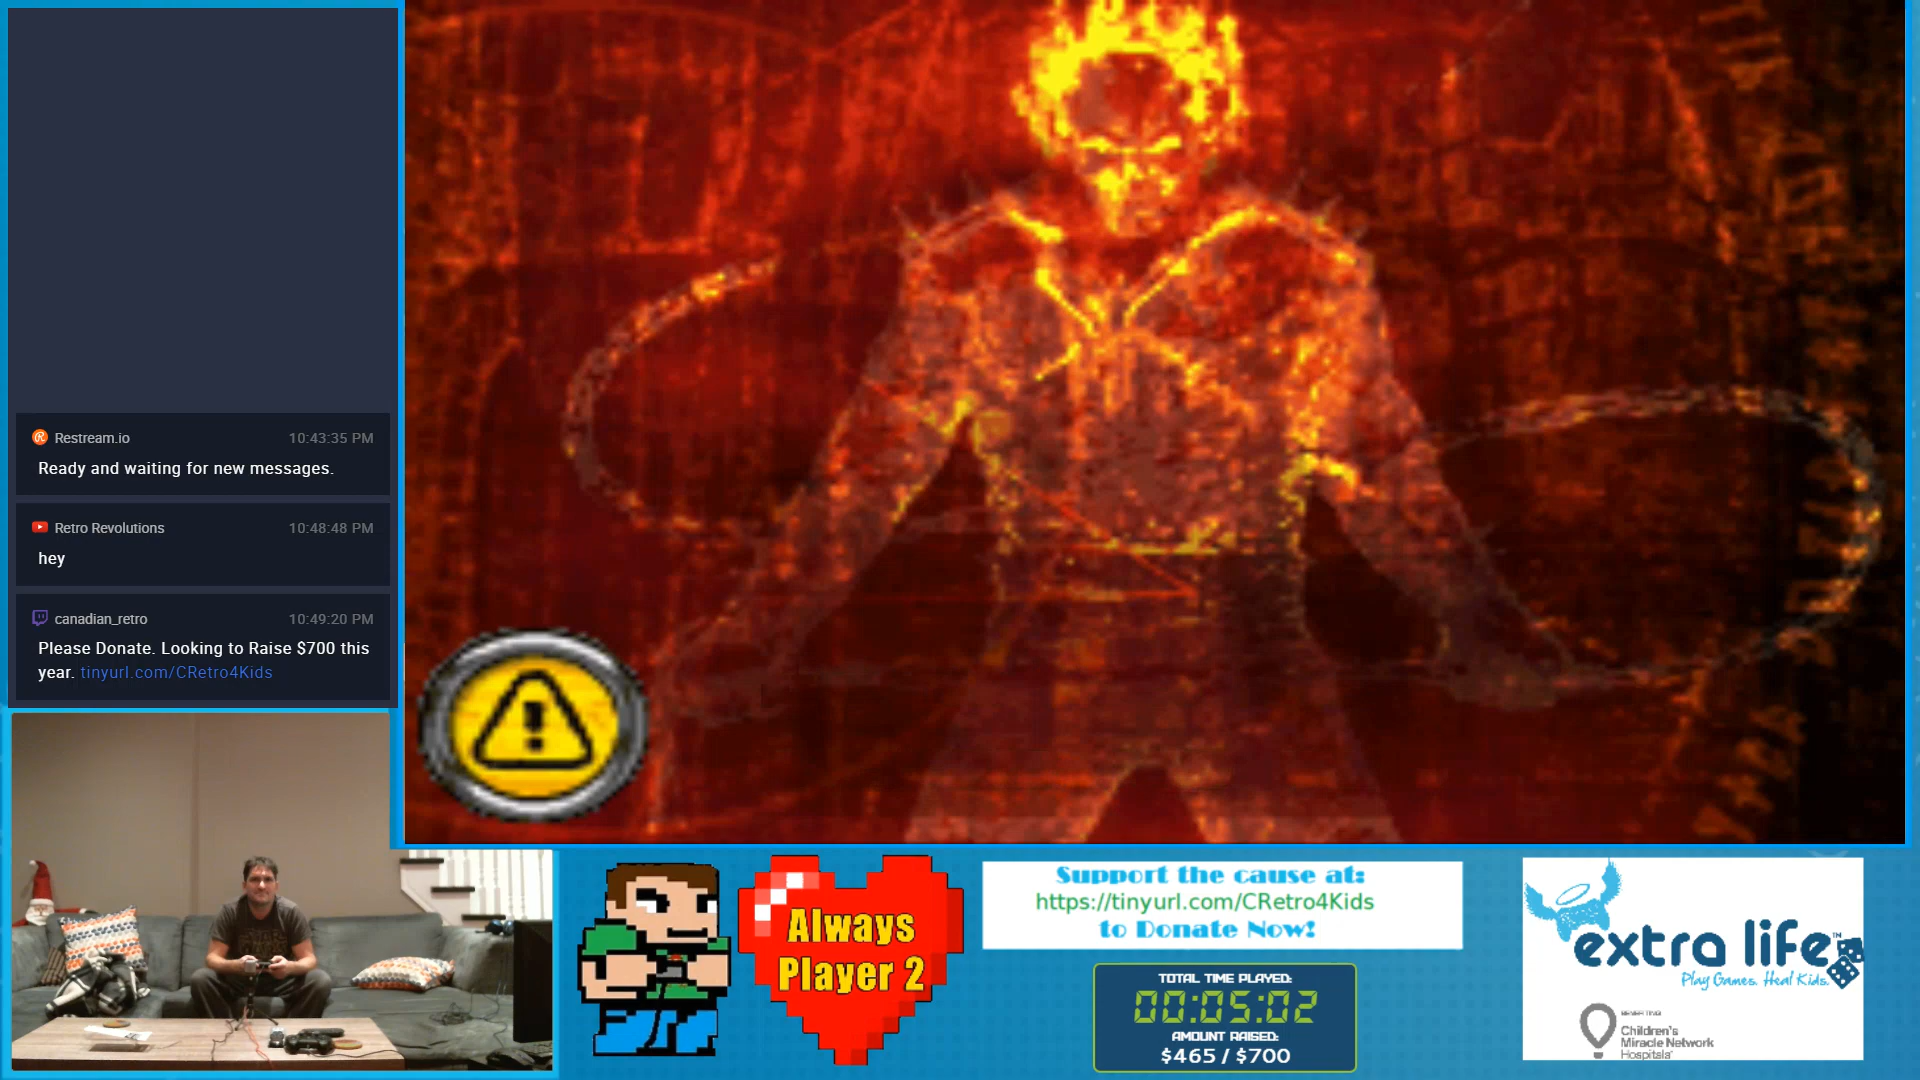 Restream.io 10:43:35 PM
Ready and waiting for new messages.
Retro Revolutions 10:48:48 PM
hey
canadian_retro 10:49:20 PM
Please Donate. Looking to Raise $700 this
year. tinyurl.com/CRetro4Kids
Always
Player 2
Support the cause at:
https://tinyurl.com/CRetro4Kids
to Donate Now!
TOTAL TIME PLAYED:
00:05:02
AMOUNT RAISED:
$465 / $700
extra life™
Play Games. Heal Kids.
BENEFITING
Children's
Miracle Network
Hospitals